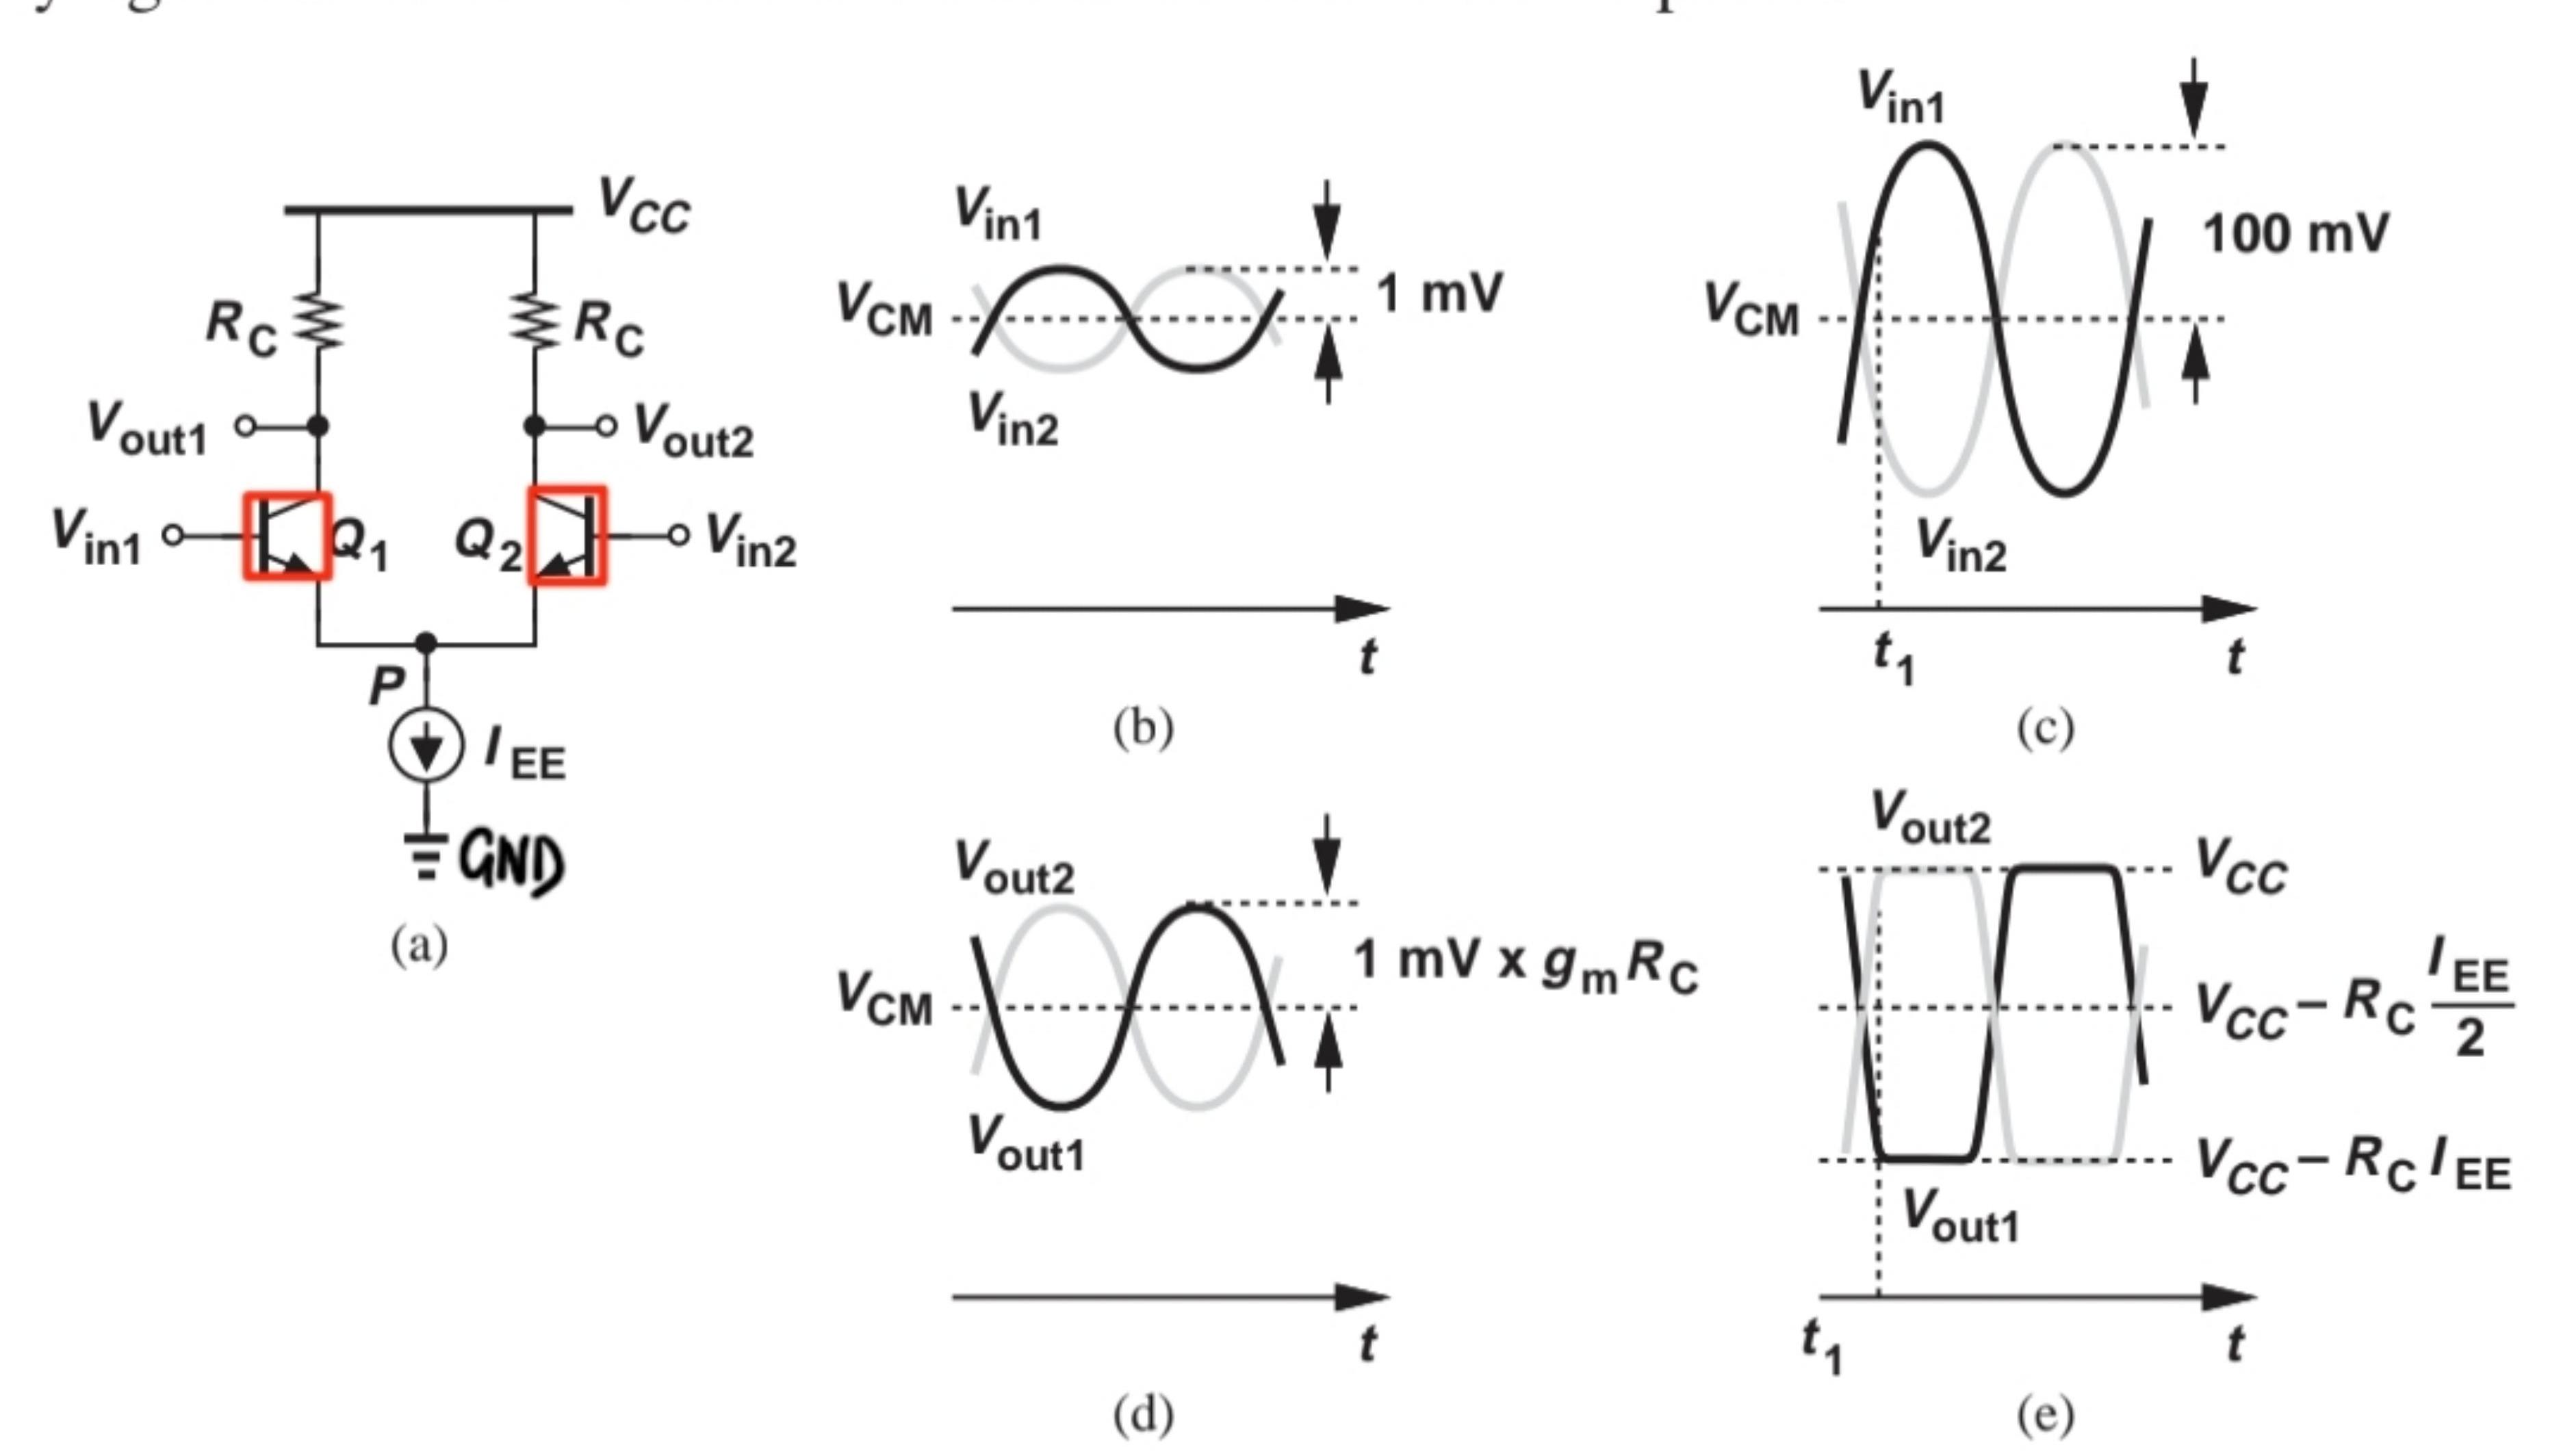 V_CC
R_C R_C
V_out1 V_out2
V_in1 Q_1 Q_2 V_in2
P
I_EE
GND
(a)
V_in1
V_CM 1 mV
V_in2
t
(b)
V_in1
100 mV
V_CM
V_in2
t_1 t
(c)
V_out2
1 mV x g_m R_C
V_CM
V_out1
t
(d)
V_out2
V_CC
V_CC – R_C I_EE/2
V_CC – R_C I_EE
V_out1
t_1 t
(e)